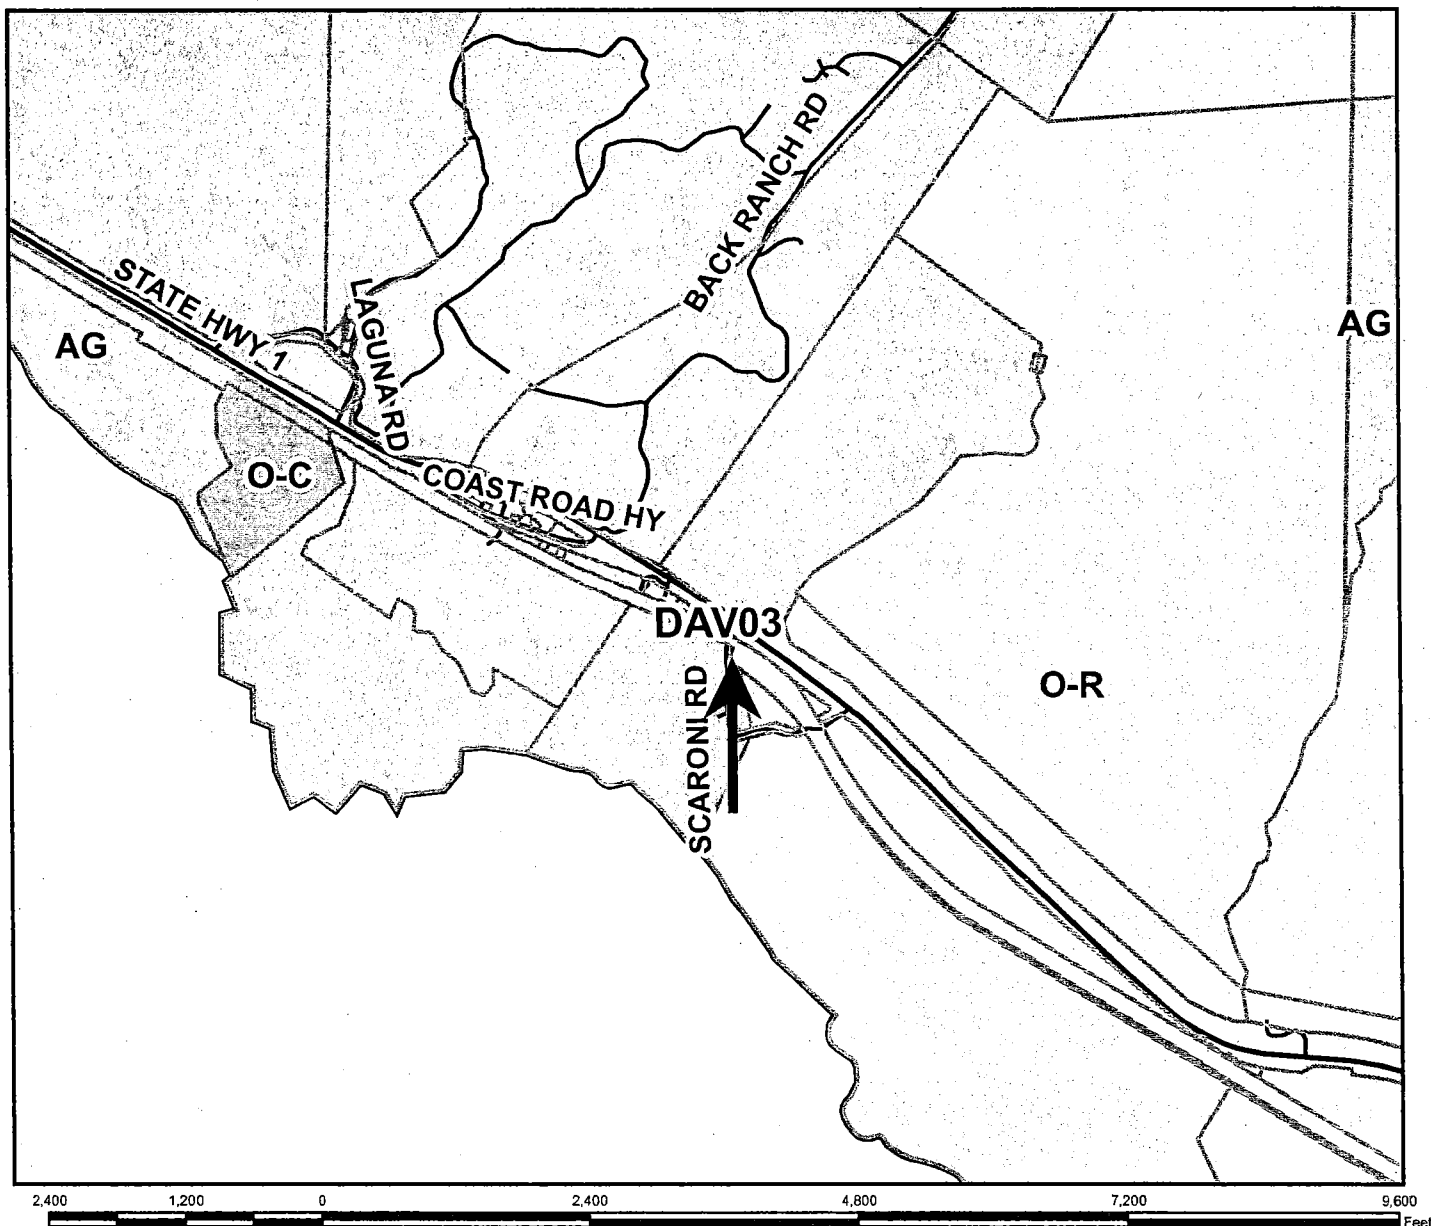 BACK RANCH RD
STATE HWY 1
LAGUNA RD
AG
AG
O-C
COAST ROAD HY
DAV03
SCARONI RD
O-R
2,400 1,200 0 2,400 4,800 7,200 9,600
Feet